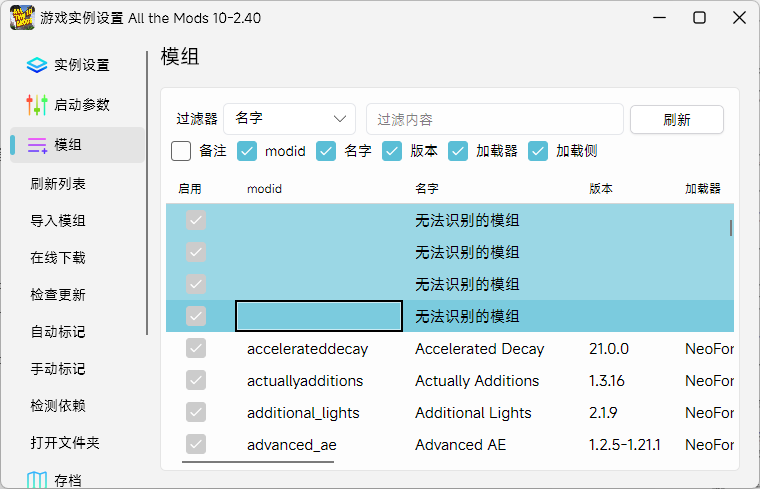 游戏实例设置 All the Mods 10-2.40
实例设置
启动参数
模组
刷新列表
导入模组
在线下载
检查更新
自动标记
手动标记
检测依赖
打开文件夹
存档
模组
过滤器 名字 过滤内容 刷新
备注 modid 名字 版本 加载器 加载侧
启用 modid 名字 版本 加载器
无法识别的模组
无法识别的模组
无法识别的模组
无法识别的模组
accelerateddecay Accelerated Decay 21.0.0 NeoFor
actuallyadditions Actually Additions 1.3.16 NeoFor
additional_lights Additional Lights 2.1.9 NeoFor
advanced_ae Advanced AE 1.2.5-1.21.1 NeoFor